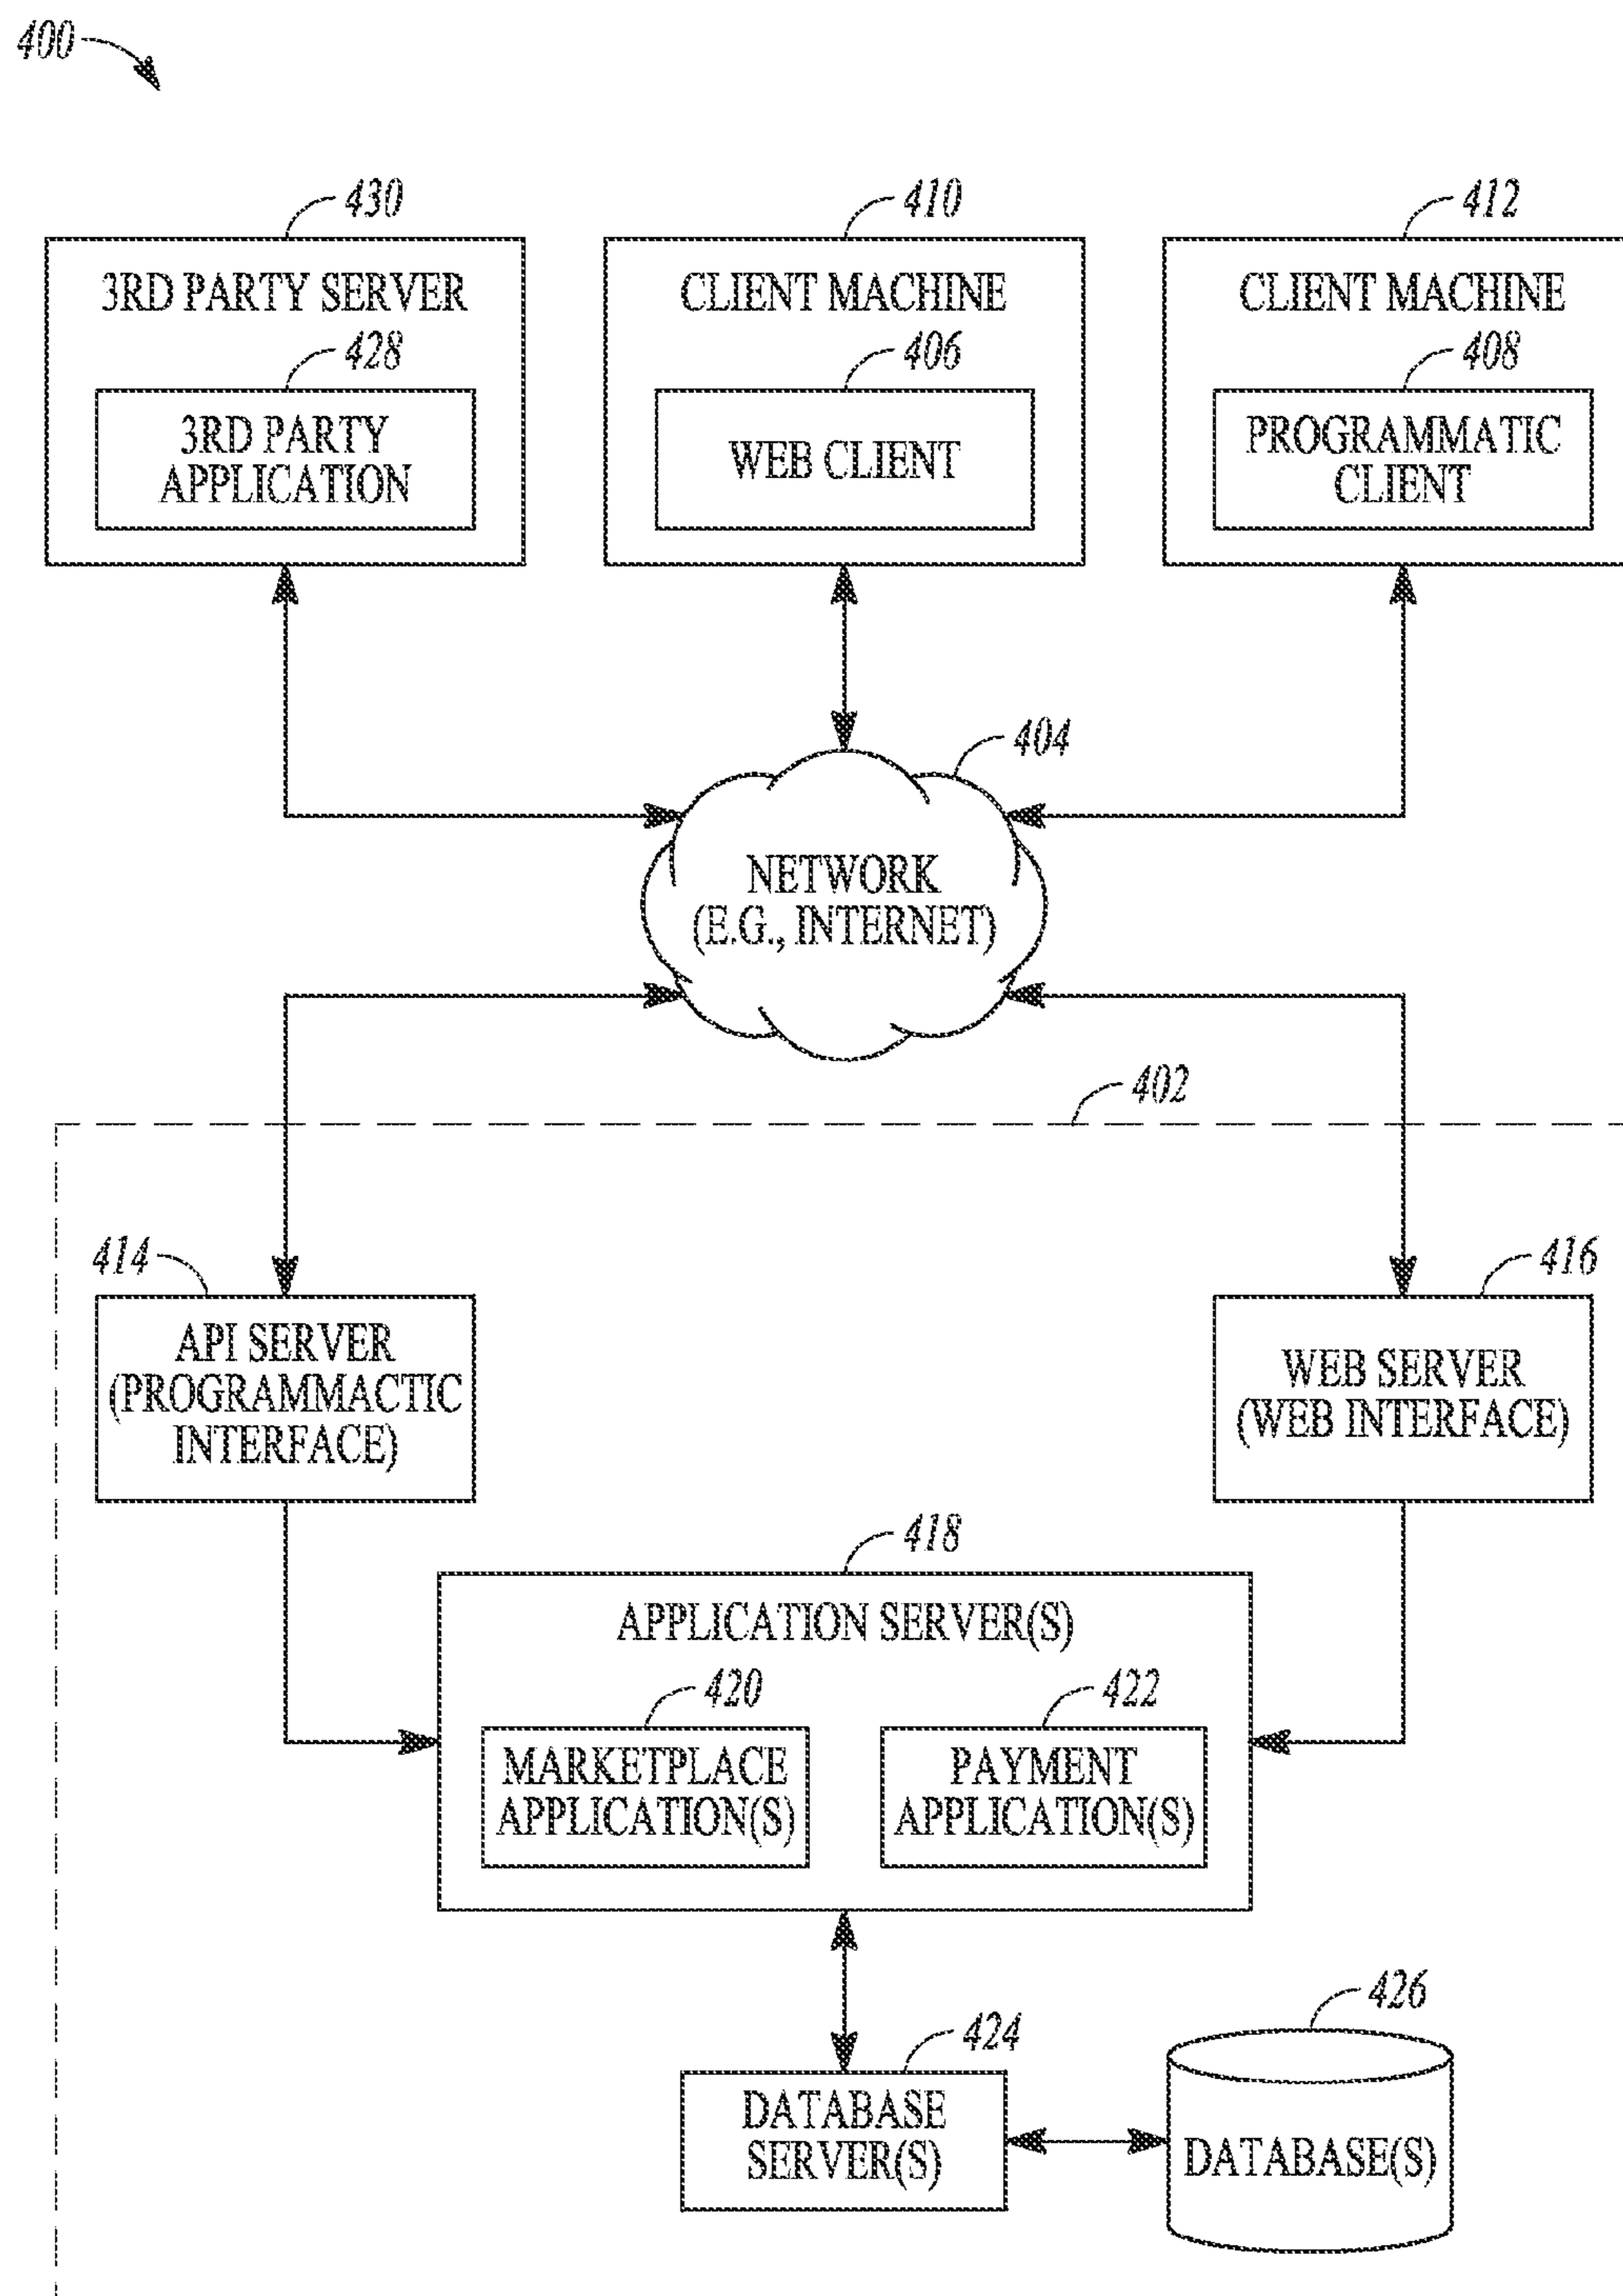 400
430
410
412
3RD PARTY SERVER
CLIENT MACHINE
CLIENT MACHINE
428
406
408
3RD PARTY
APPLICATION
WEB CLIENT
PROGRAMMATIC
CLIENT
404
NETWORK
(E.G., INTERNET)
402
414
416
API SERVER
(PROGRAMMACTIC
INTERFACE)
WEB SERVER
(WEB INTERFACE)
418
APPLICATION SERVER(S)
420
422
MARKETPLACE
APPLICATION(S)
PAYMENT
APPLICATION(S)
426
424
DATABASE
SERVER(S)
DATABASE(S)